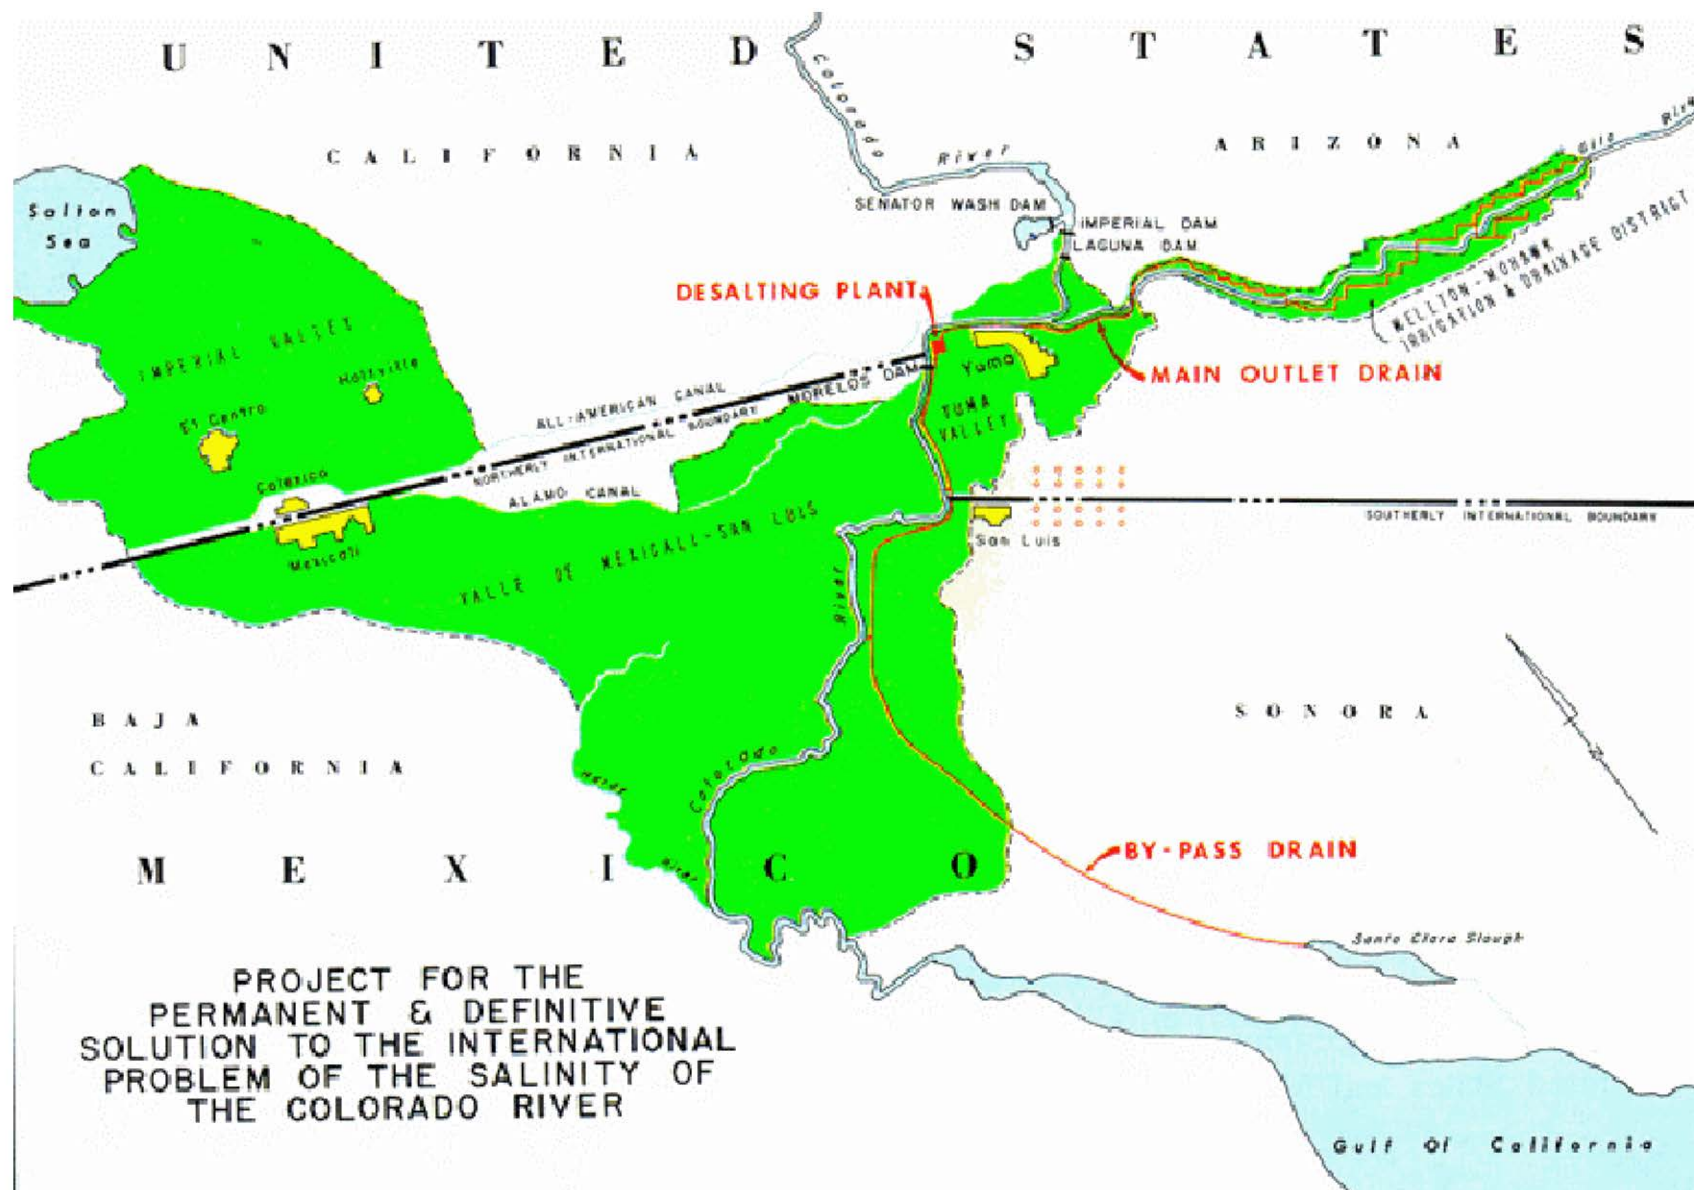 UNITED STATES
Colorado
River
CALIFORNIA
ARIZONA
Gila
Salton
Sea
SENATOR WASH DAM
IMPERIAL DAM
LAGUNA DAM
WELLTON-MOHAWK
IRRIGATION & DRAINAGE DISTRICT
DESALTING PLANT
IMPERIAL VALLEY
Holtville
El Centro
Calexico
Mexicali
ALL-AMERICAN CANAL
NORTHERLY INTERNATIONAL BOUNDARY
MORELOS DAM
ALAMO CANAL
Yuma
YUMA
VALLEY
MAIN OUTLET DRAIN
San Luis
SOUTHERLY INTERNATIONAL BOUNDARY
VALLE DE MEXICALI-SAN LUIS
River
Colorado
BAJA
CALIFORNIA
SONORA
N
Hardy
River
MEXICO
BY-PASS DRAIN
Santa Clara Slough
Gulf Of California
PROJECT FOR THE
PERMANENT & DEFINITIVE
SOLUTION TO THE INTERNATIONAL
PROBLEM OF THE SALINITY OF
THE COLORADO RIVER